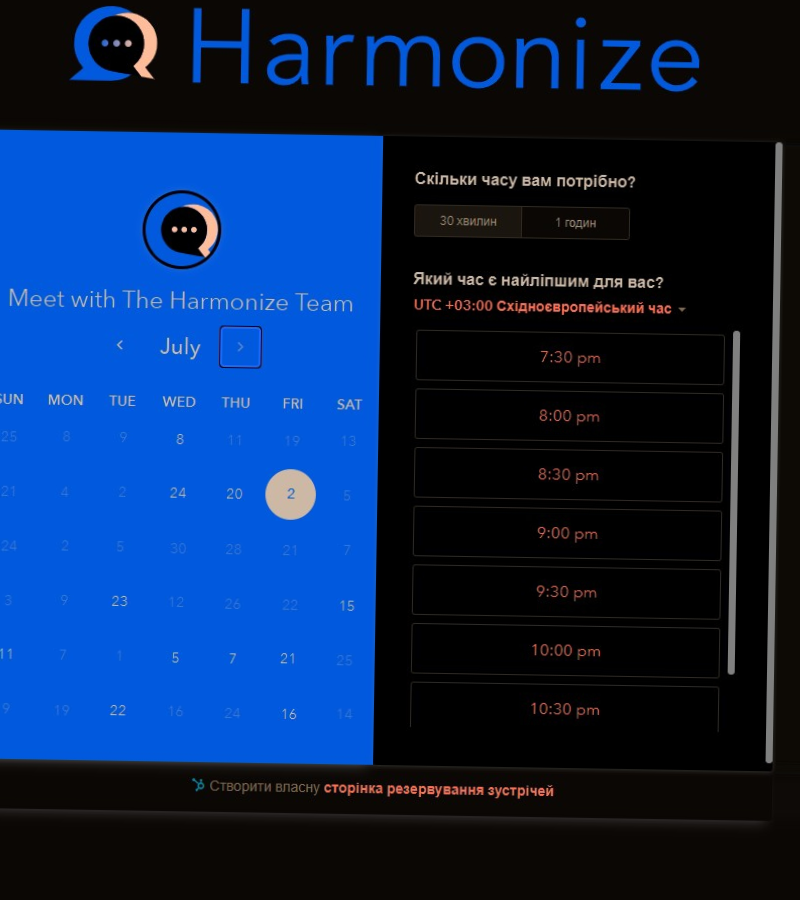 Harmonize
Meet with The Harmonize Team
July
SUN MON TUE WED THU FRI SAT
25 8 9 8 11 19 13
21 4 2 24 20 2 5
24 2 5 30 28 21 7
3 9 23 12 26 22 15
11 7 1 5 7 21 25
9 19 22 16 24 16 14
Скільки часу вам потрібно?
30 хвилин 1 годин
Який час є найліпшим для вас?
UTC +03:00 Східноєвропейський час
7:30 pm
8:00 pm
8:30 pm
9:00 pm
9:30 pm
10:00 pm
10:30 pm
Створити власну сторінка резервування зустрічей